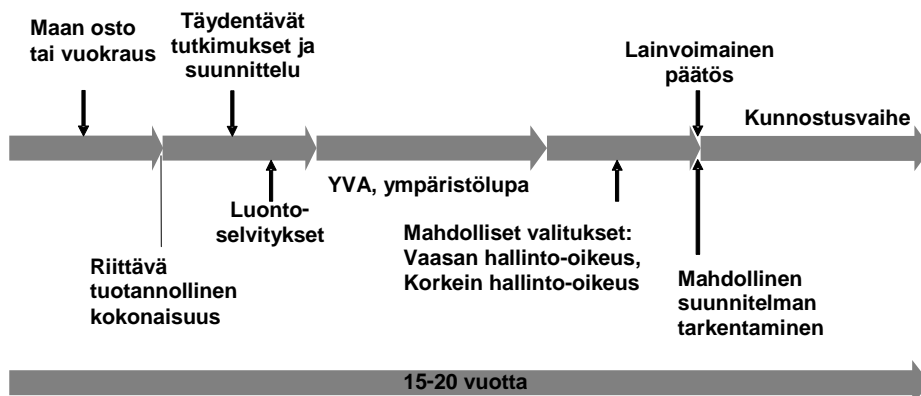 Maan osto
tai vuokraus
Täydentävät
tutkimukset ja
suunnittelu
Lainvoimainen
päätös
Kunnostusvaihe
YVA, ympäristölupa
Luonto-
selvitykset
Mahdolliset valitukset:
Vaasan hallinto-oikeus,
Korkein hallinto-oikeus
Riittävä
tuotannollinen
kokonaisuus
Mahdollinen
suunnitelman
tarkentaminen
15-20 vuotta